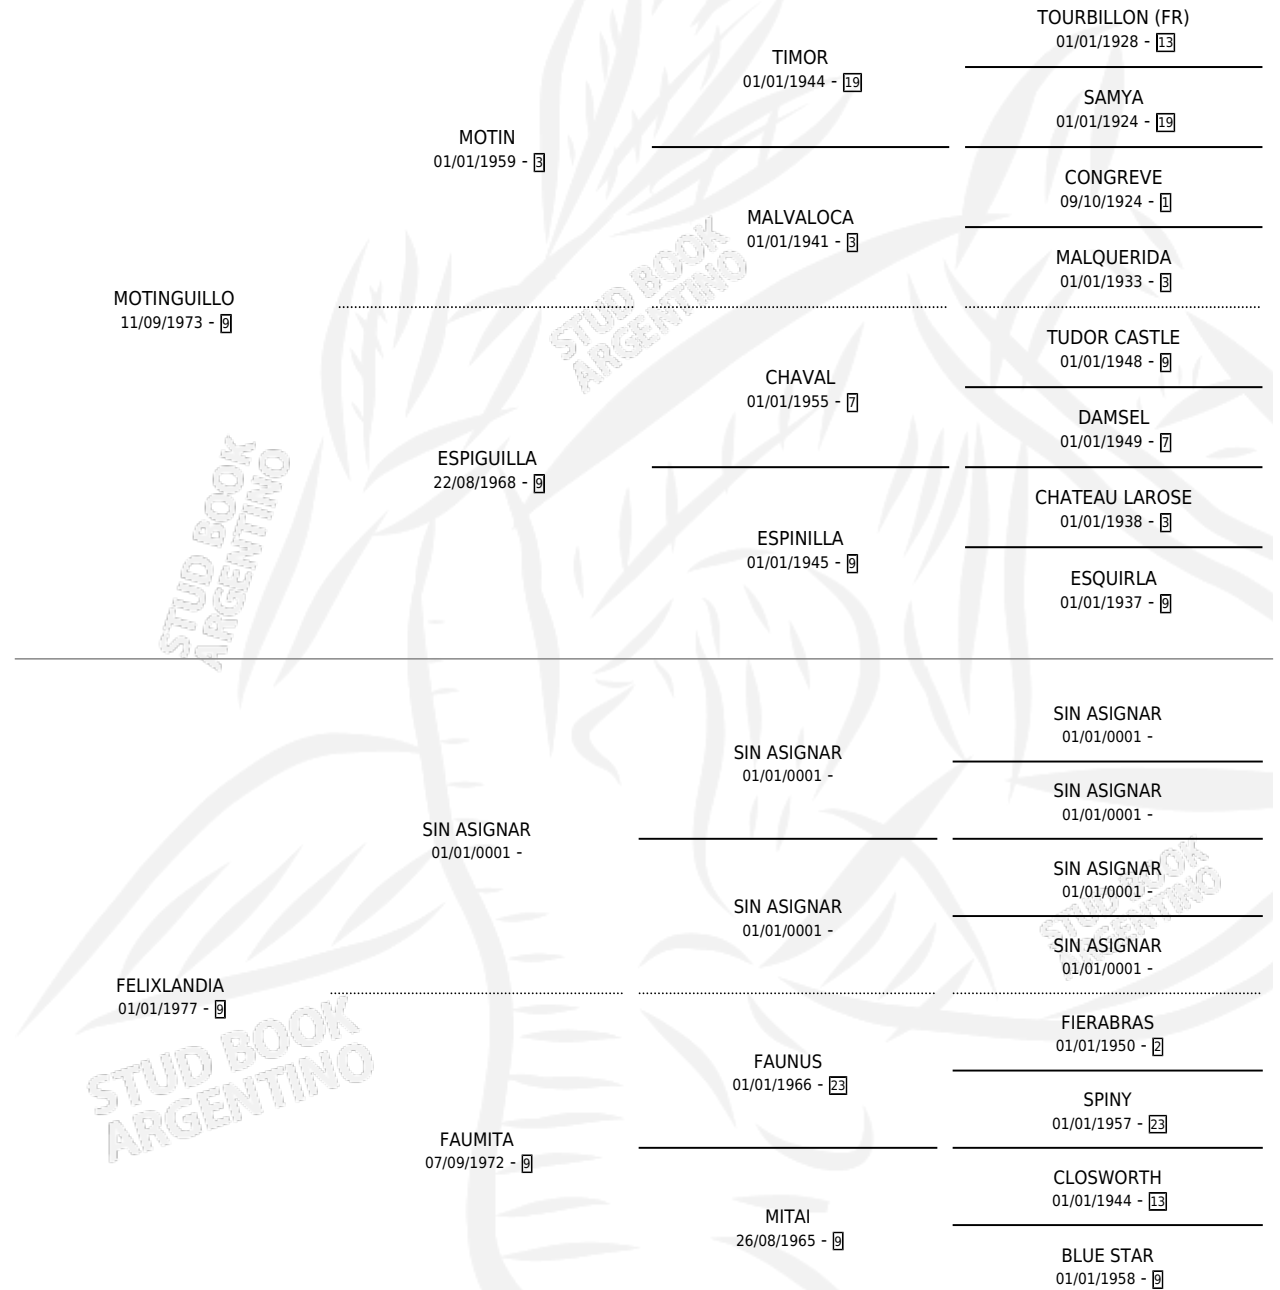 TOURBILLON (FR)
01/01/1928 - 13
TIMOR
01/01/1944 - 19
SAMYA
01/01/1924 - 19
MOTIN
01/01/1959 - 3
CONGREVE
09/10/1924 - 1
MALVALOCA
01/01/1941 - 3
MALQUERIDA
01/01/1933 - 3
MOTINGUILLO
11/09/1973 - 9
TUDOR CASTLE
01/01/1948 - 9
CHAVAL
01/01/1955 - 7
DAMSEL
01/01/1949 - 7
ESPIGUILLA
22/08/1968 - 9
CHATEAU LAROSE
01/01/1938 - 3
ESPINILLA
01/01/1945 - 9
ESQUIRLA
01/01/1937 - 9
STUD BOOK
ARGENTINO
STUD BOOK
ARGENTINO
SIN ASIGNAR
01/01/0001 -
SIN ASIGNAR
01/01/0001 -
SIN ASIGNAR
01/01/0001 -
SIN ASIGNAR
01/01/0001 -
SIN ASIGNAR
01/01/0001 -
SIN ASIGNAR
01/01/0001 -
SIN ASIGNAR
01/01/0001 -
STUD BOOK
ARGENTINO
FELIXLANDIA
01/01/1977 - 9
FIERABRAS
01/01/1950 - 2
FAUNUS
01/01/1966 - 23
SPINY
01/01/1957 - 23
FAUMITA
07/09/1972 - 9
CLOSWORTH
01/01/1944 - 13
MITAI
26/08/1965 - 9
BLUE STAR
01/01/1958 - 9
STUD BOOK
ARGENTINO